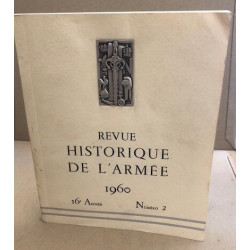 REVUE
HISTORIQUE
DE L'ARMÉE
1960
16e Année Numéro 2